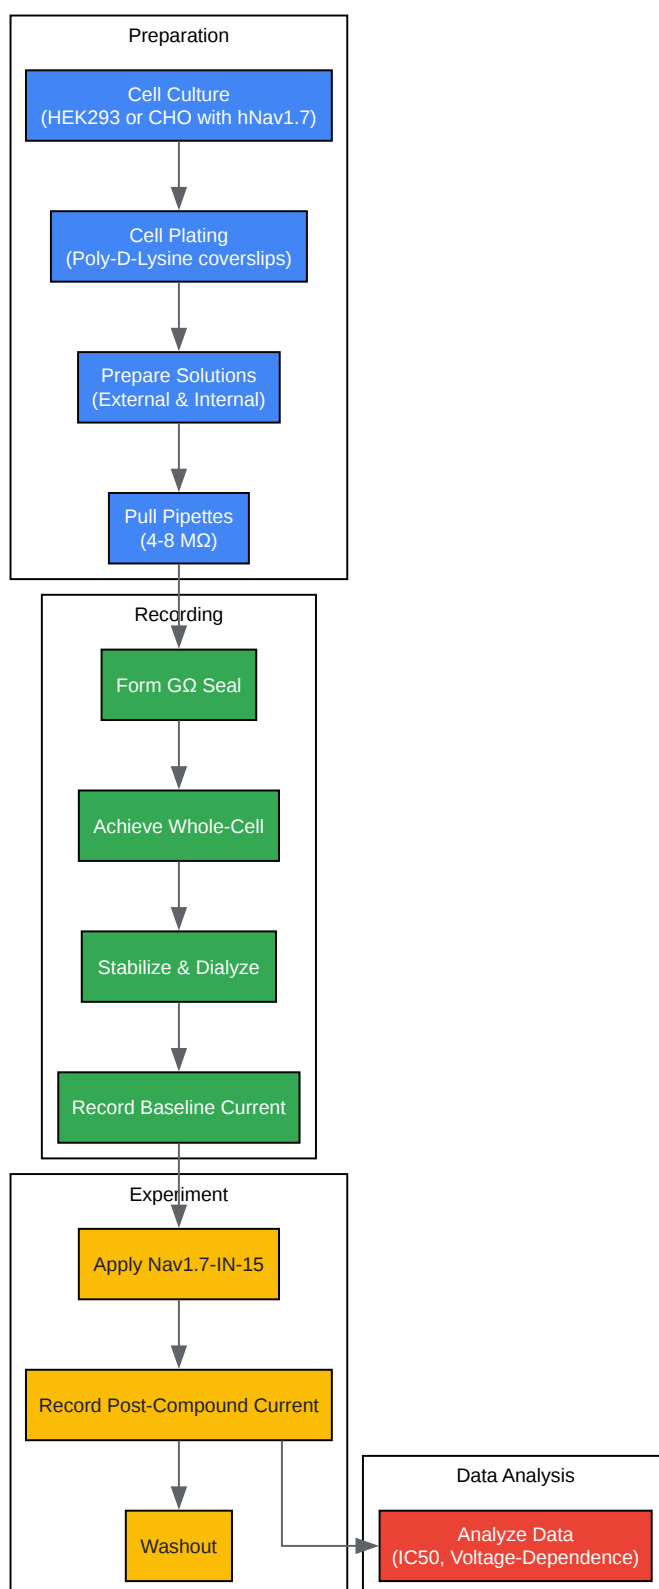 Preparation
Cell Culture
(HEK293 or CHO with hNav1.7)
Cell Plating
(Poly-D-Lysine coverslips)
Prepare Solutions
(External & Internal)
Pull Pipettes
(4-8 MΩ)
Recording
Form GΩ Seal
Achieve Whole-Cell
Stabilize & Dialyze
Record Baseline Current
Experiment
Apply Nav1.7-IN-15
Record Post-Compound Current
Washout
Data Analysis
Analyze Data
(IC50, Voltage-Dependence)